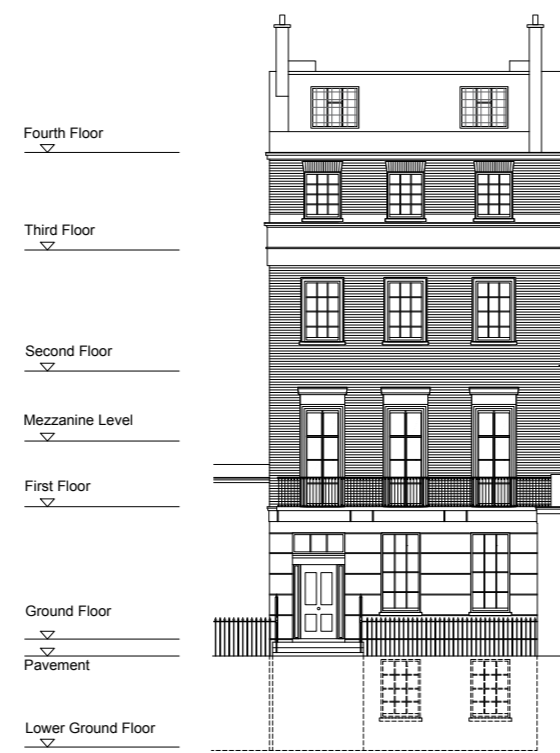 Fourth Floor
Third Floor
Second Floor
Mezzanine Level
First Floor
Ground Floor
Pavement
Lower Ground Floor